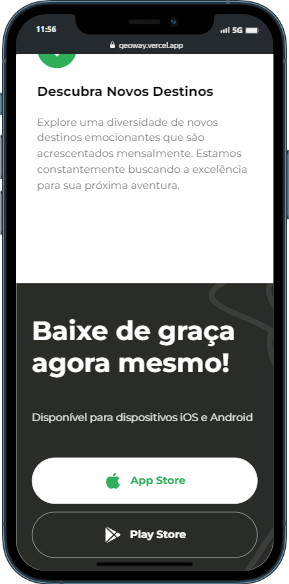 11:56
5G
geoway.vercel.app
Descubra Novos Destinos
Explore uma diversidade de novos
destinos emocionantes que são
acrescentados mensalmente. Estamos
constantemente buscando a excelência
para sua próxima aventura.
Baixe de graça
agora mesmo!
Disponível para dispositivos iOS e Android
App Store
Play Store